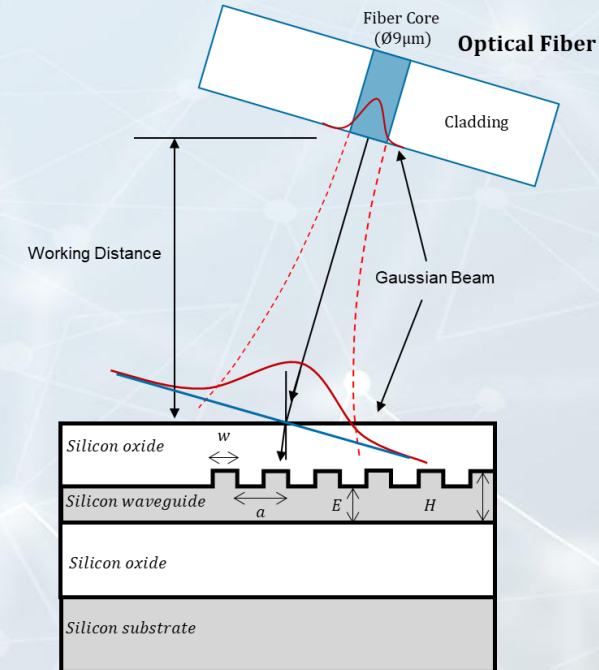 Fiber Core
(Ø9µm)
Optical Fiber
Cladding
Working Distance
Gaussian Beam
Silicon oxide
w
Silicon waveguide
a
E
H
Silicon oxide
Silicon substrate